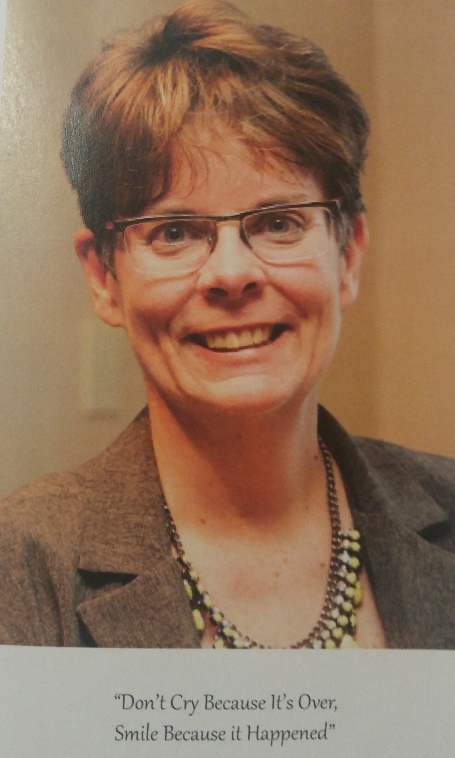 “Don’t Cry Because It’s Over,
Smile Because it Happened”